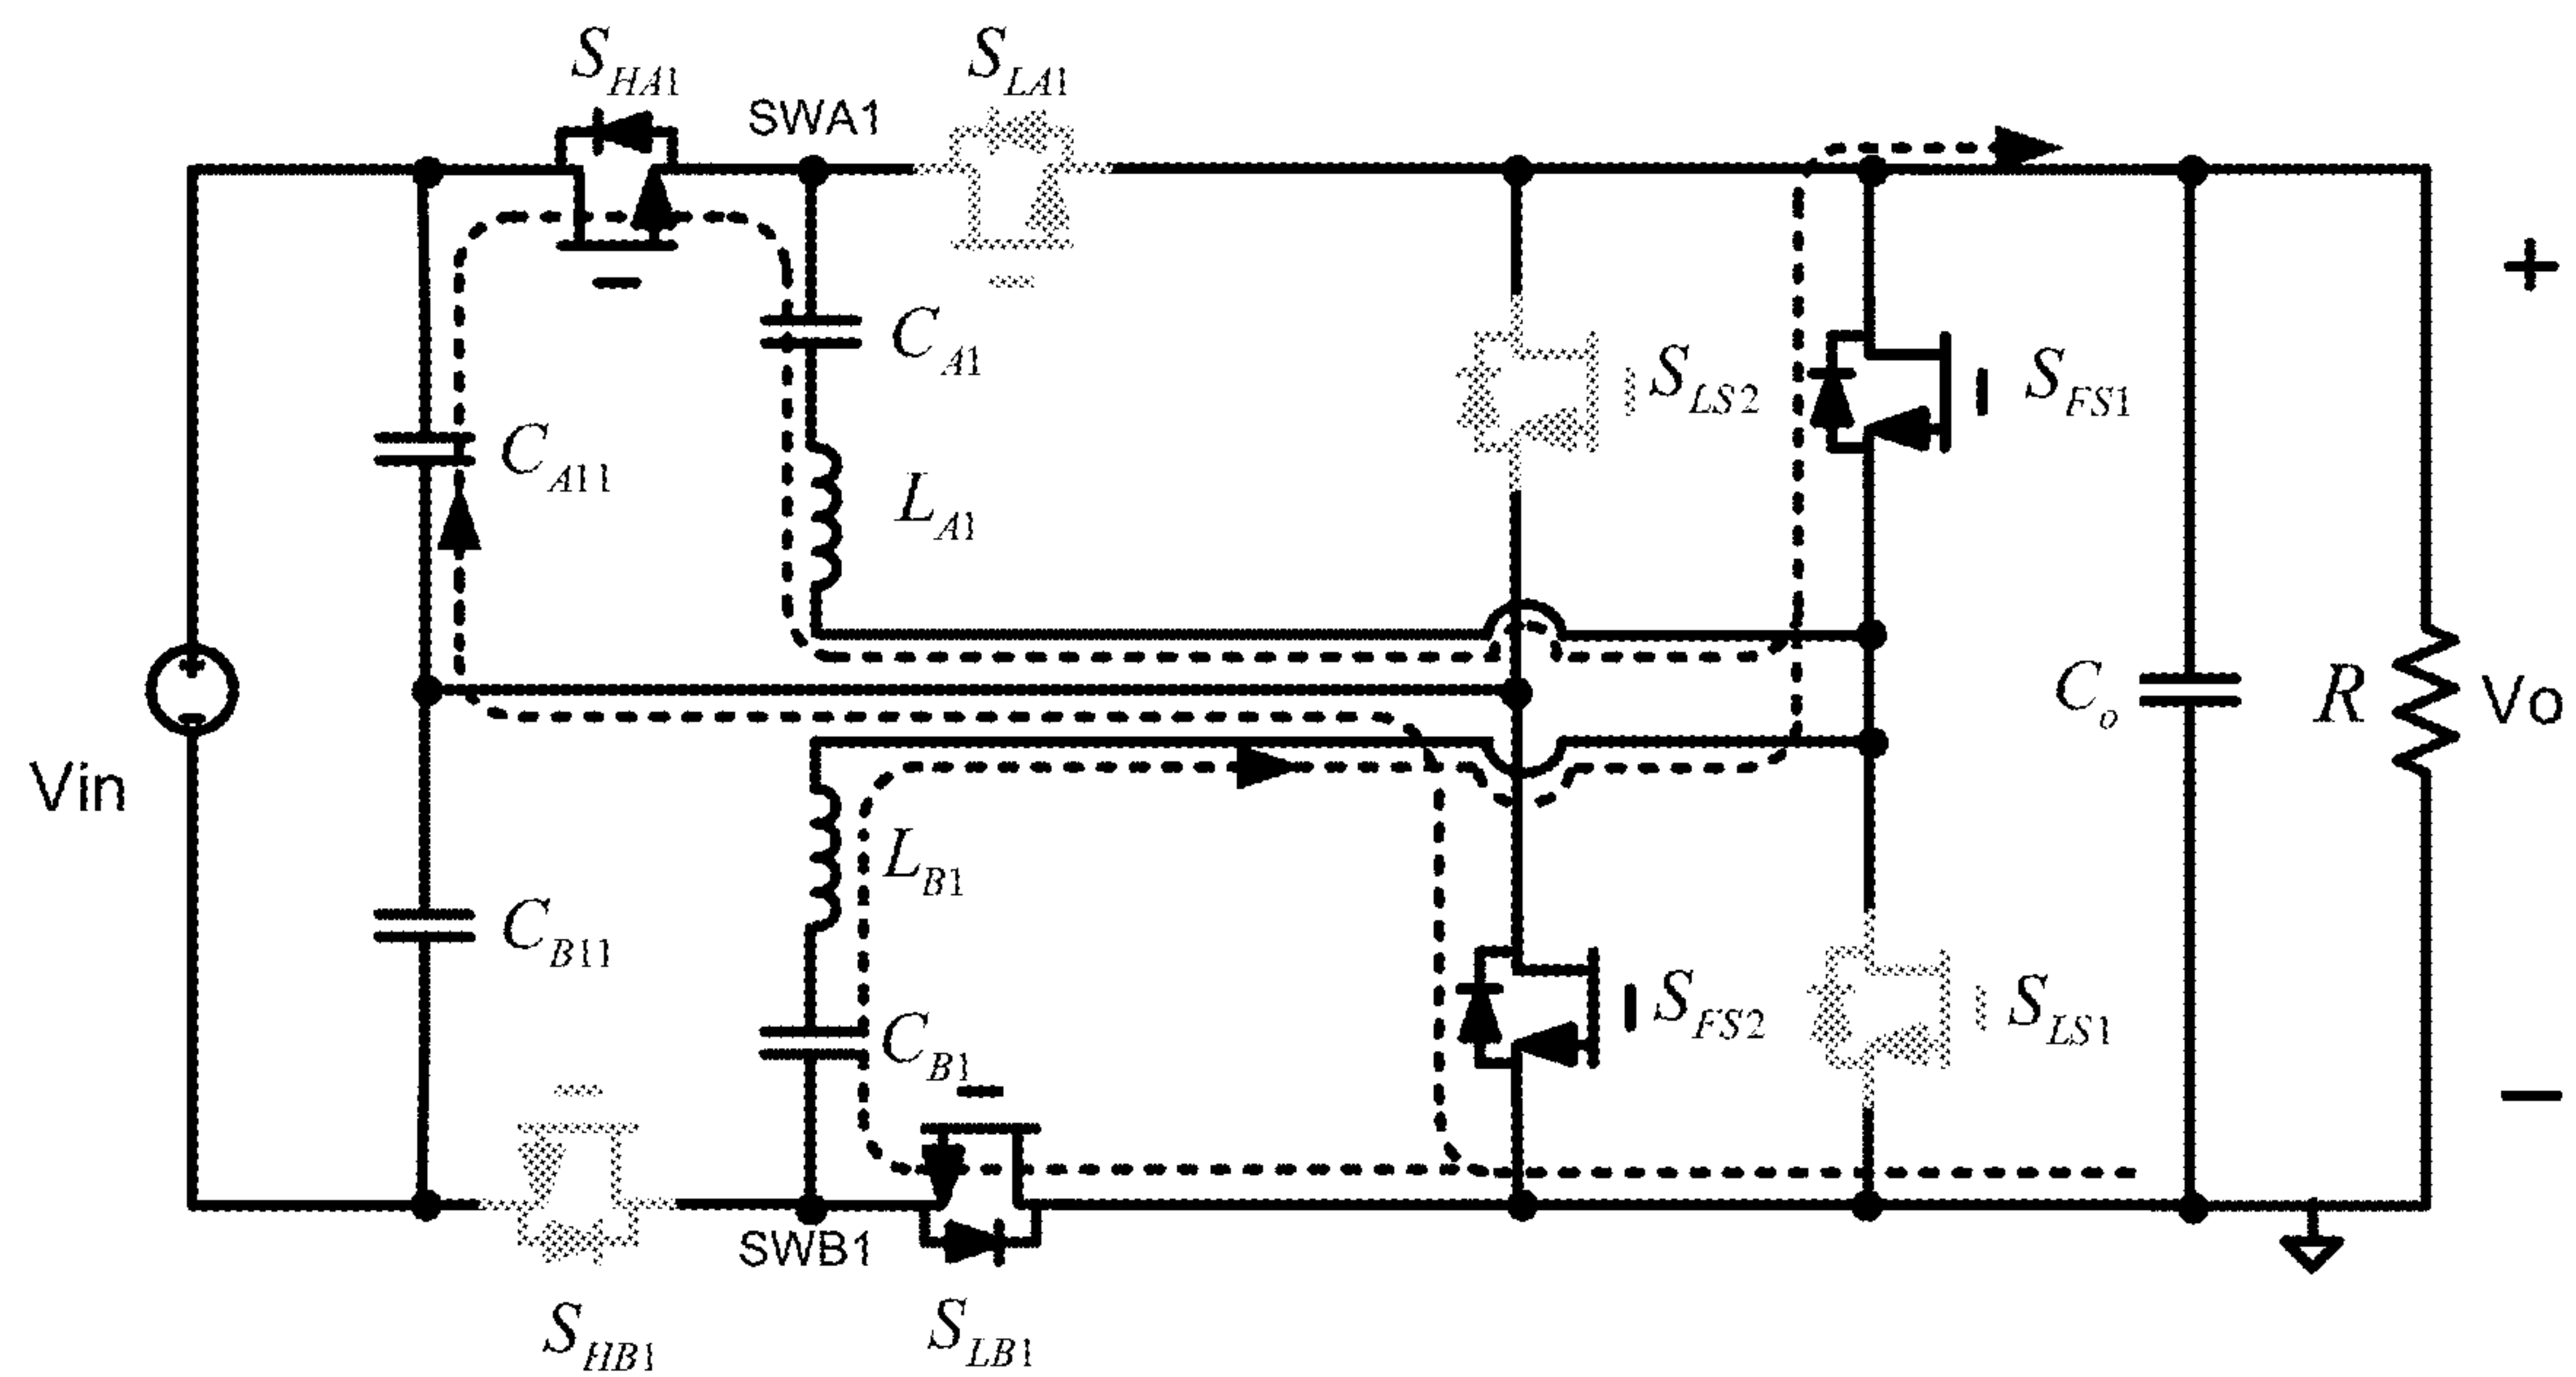 S_HA1
S_LA1
SWA1
C_A1
C_A11
L_A1
S_LS2
S_FS1
+
Vin
C_o
R
Vo
L_B1
C_B11
C_B1
S_FS2
S_LS1
−
SWB1
S_HB1
S_LB1